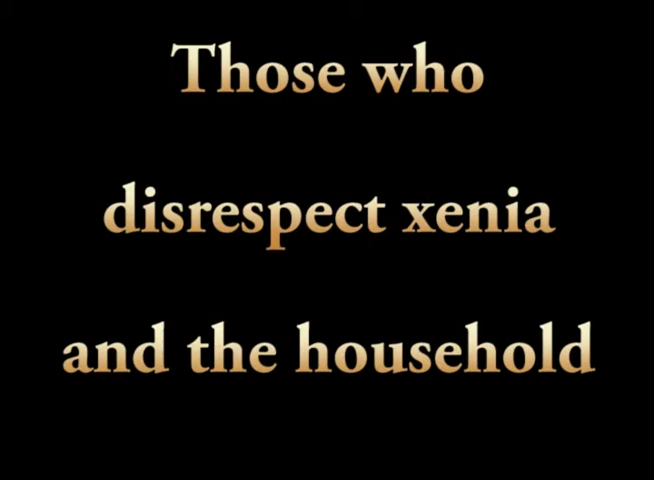 Those who
disrespect xenia
and the household